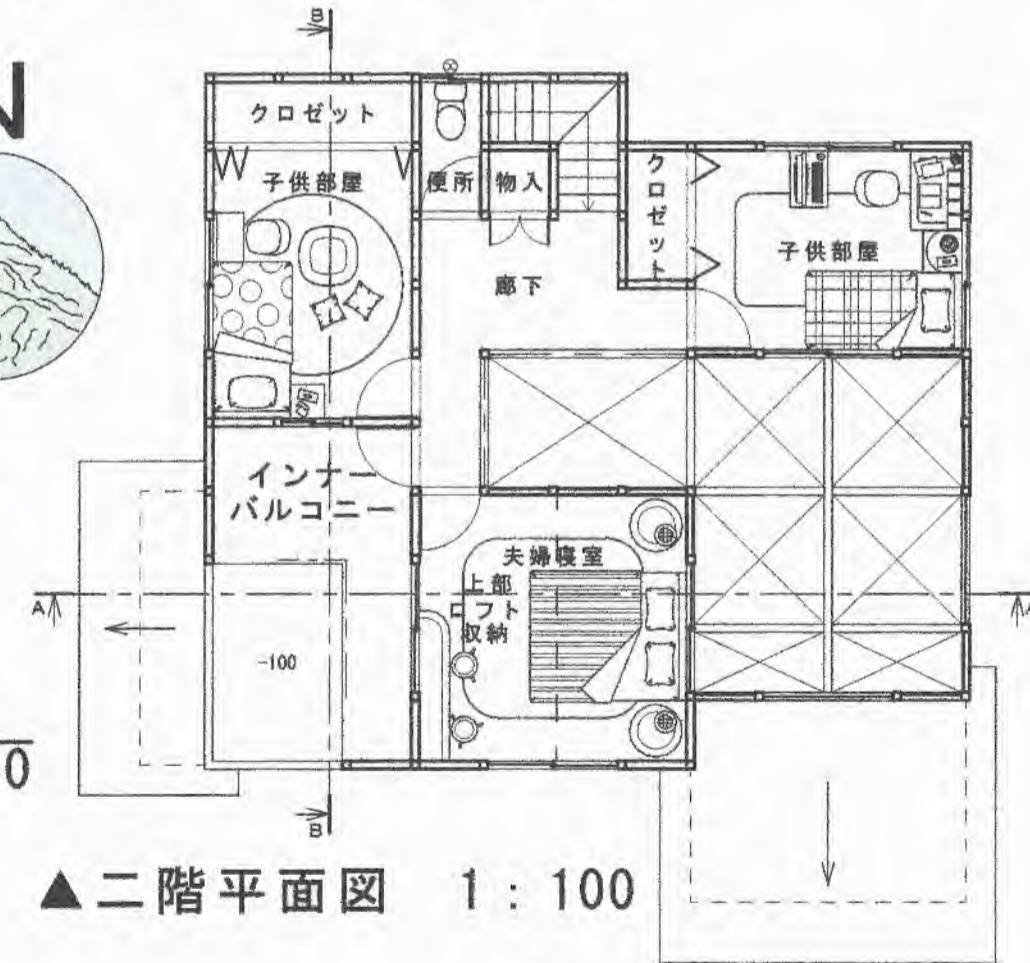 B
N
クロゼット
子供部屋
便所
物入
クロゼット
子供部屋
廊下
インナー
バルコニー
夫婦寝室
上部
ロフト
収納
A
A
-100
0
B
▲二階平面図 1:100